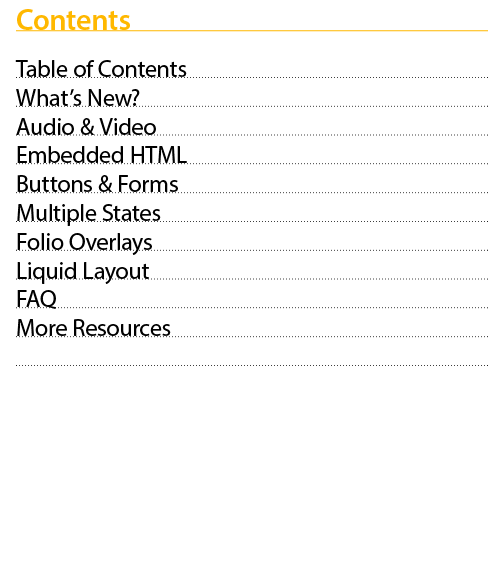 Contents
Table of Contents
What’s New?
Audio & Video
Embedded HTML
Buttons & Forms
Multiple States
Folio Overlays
Liquid Layout
FAQ
More Resources